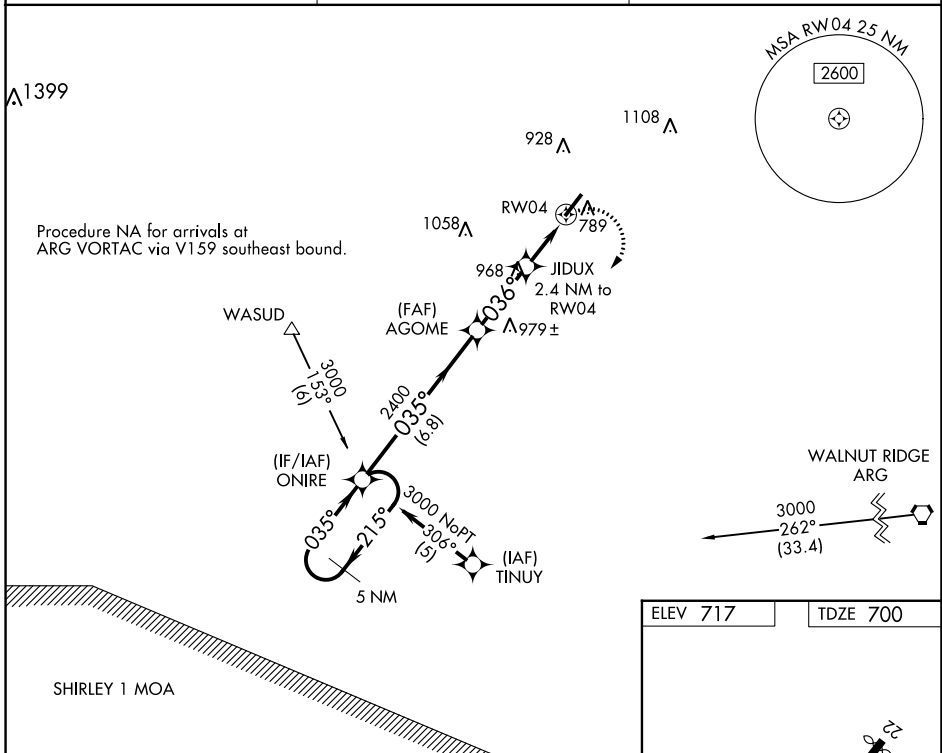 MSA RW04 25 NM
2600
1399
1108
928
RW04
789
1058
Procedure NA for arrivals at
ARG VORTAC via V159 southeast bound.
968
JIDUX
2.4 NM to
RW04
036°
(FAF)
AGOME
979±
WASUD
3000
153°
(6)
2400
035°
(6.8)
(IF/IAF)
ONIRE
WALNUT RIDGE
ARG
3000
262°
(33.4)
035°
215°
3000 NoPT
306°
(5)
(IAF)
TINUY
5 NM
ELEV 717
TDZE 700
SHIRLEY 1 MOA
22